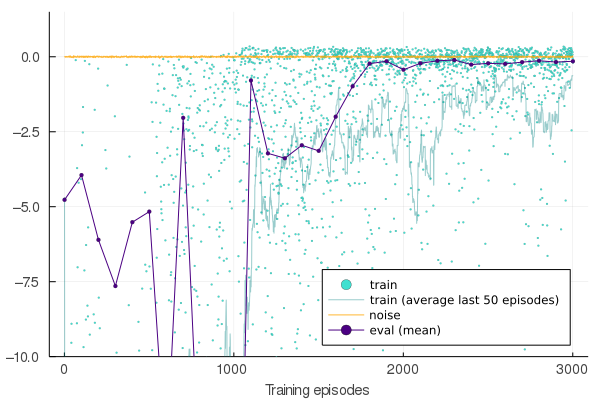 0.0
−2.5
−5.0
−7.5
−10.0
train
train (average last 50 episodes)
noise
eval (mean)
0 1000 2000 3000
Training episodes